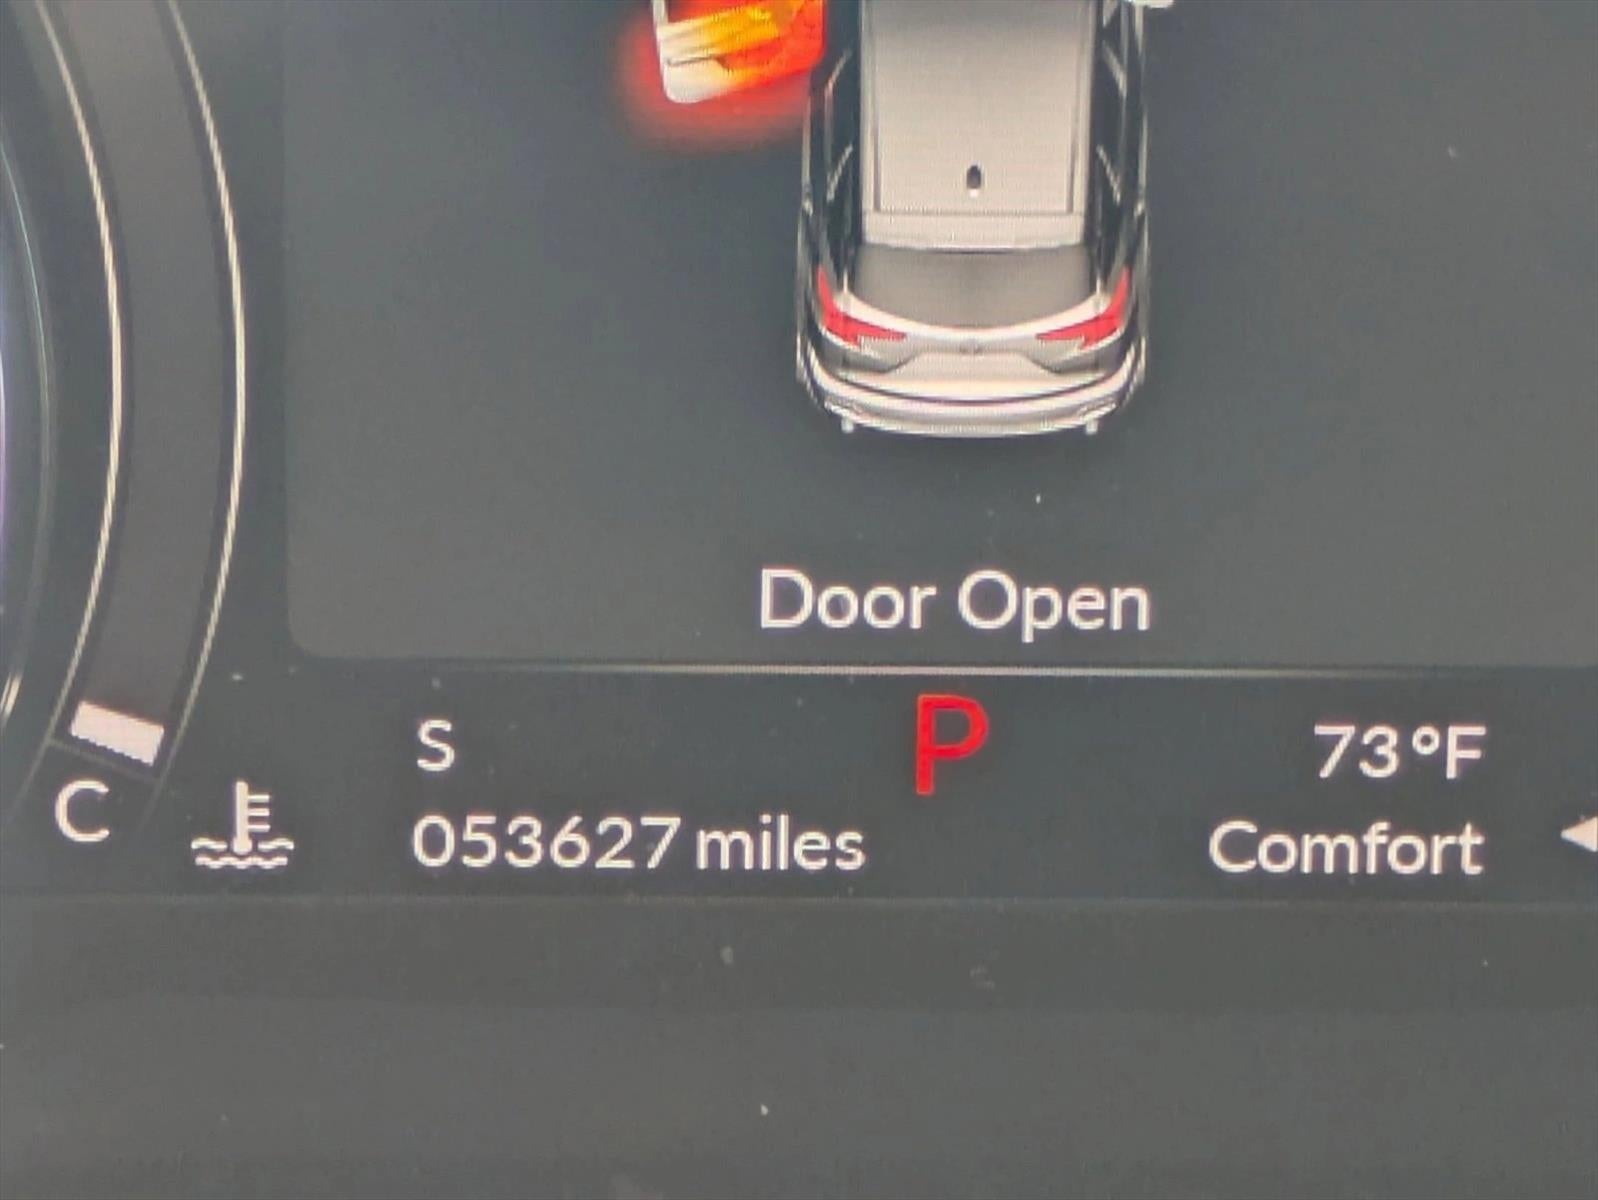 Door Open
S P 73°F
C 053627 miles Comfort